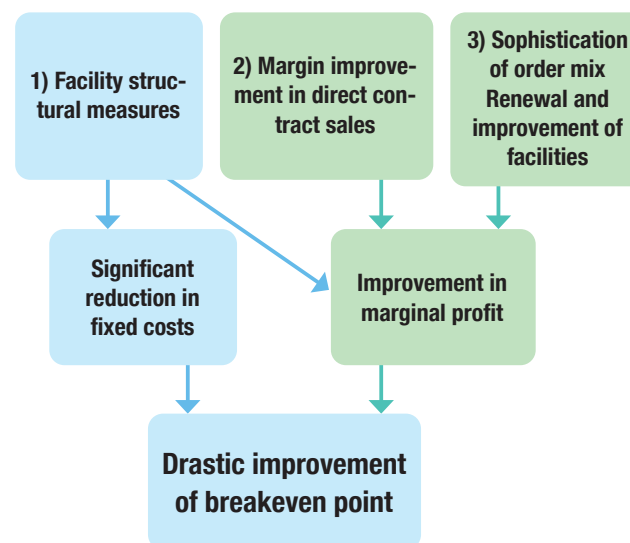 1) Facility struc-
tural measures
2) Margin improve-
ment in direct con-
tract sales
3) Sophistication
of order mix
Renewal and
improvement of
facilities
Significant
reduction in
fixed costs
Improvement in
marginal profit
Drastic improvement
of breakeven point